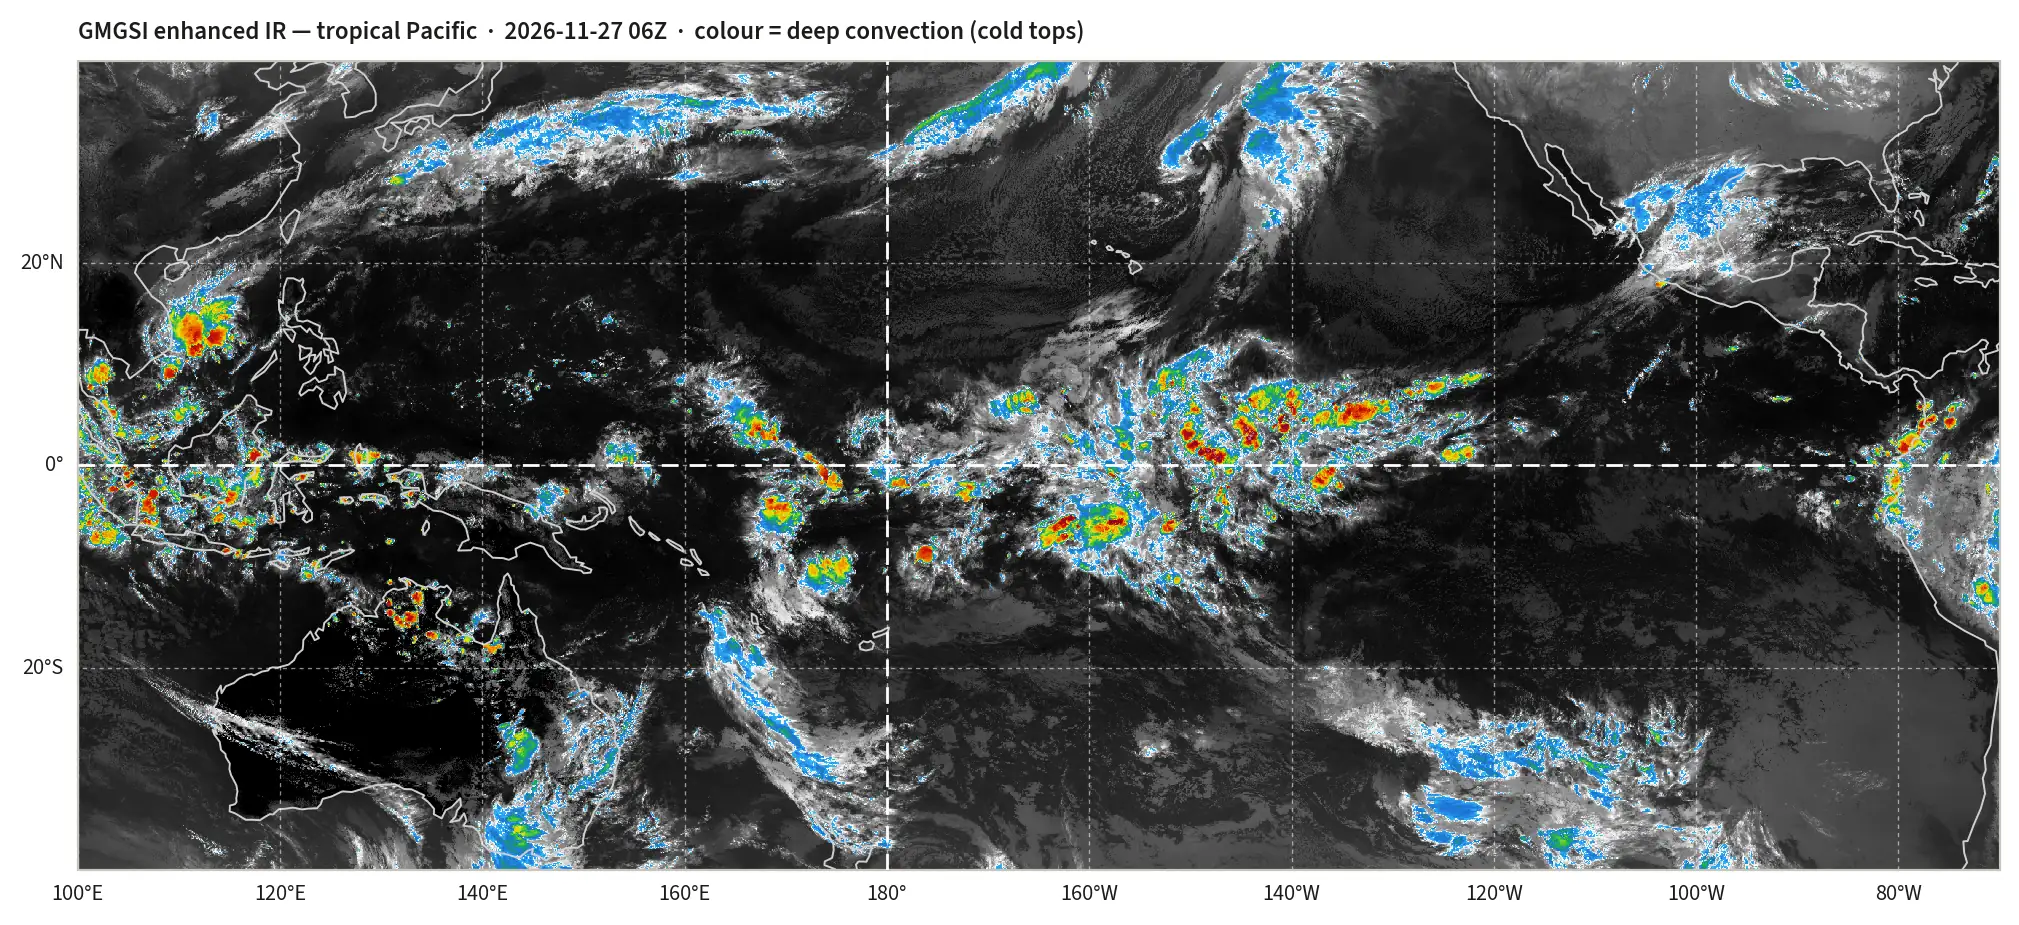 GMGSI enhanced IR — tropical Pacific · 2026-11-27 06Z · colour = deep convection (cold tops)
20°N
0°
20°S
100°E 120°E 140°E 160°E 180° 160°W 140°W 120°W 100°W 80°W